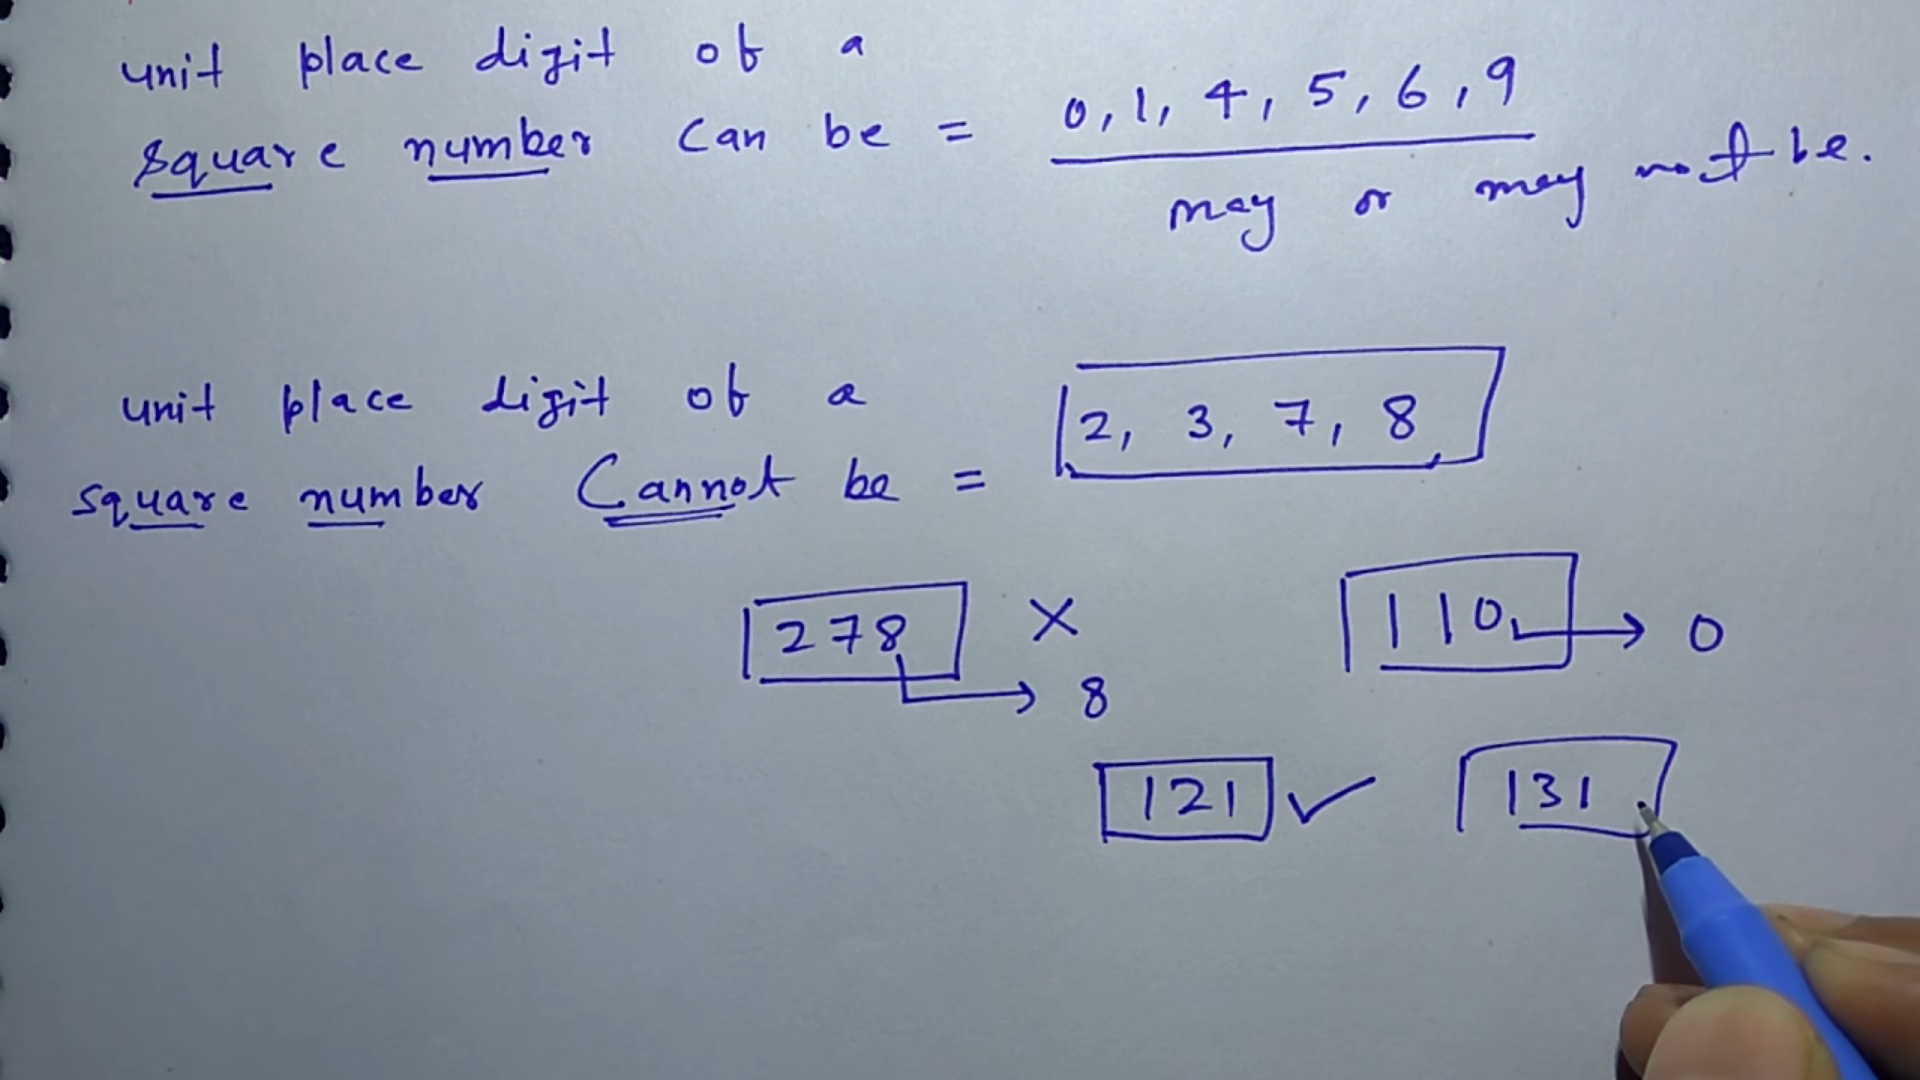 unit place digit of a
square number can be = 0, 1, 4, 5, 6, 9
may or may not be.
unit place digit of a
square number Cannot be = 2, 3, 7, 8
278 × 110 → 0
→ 8
121 ✓ 131